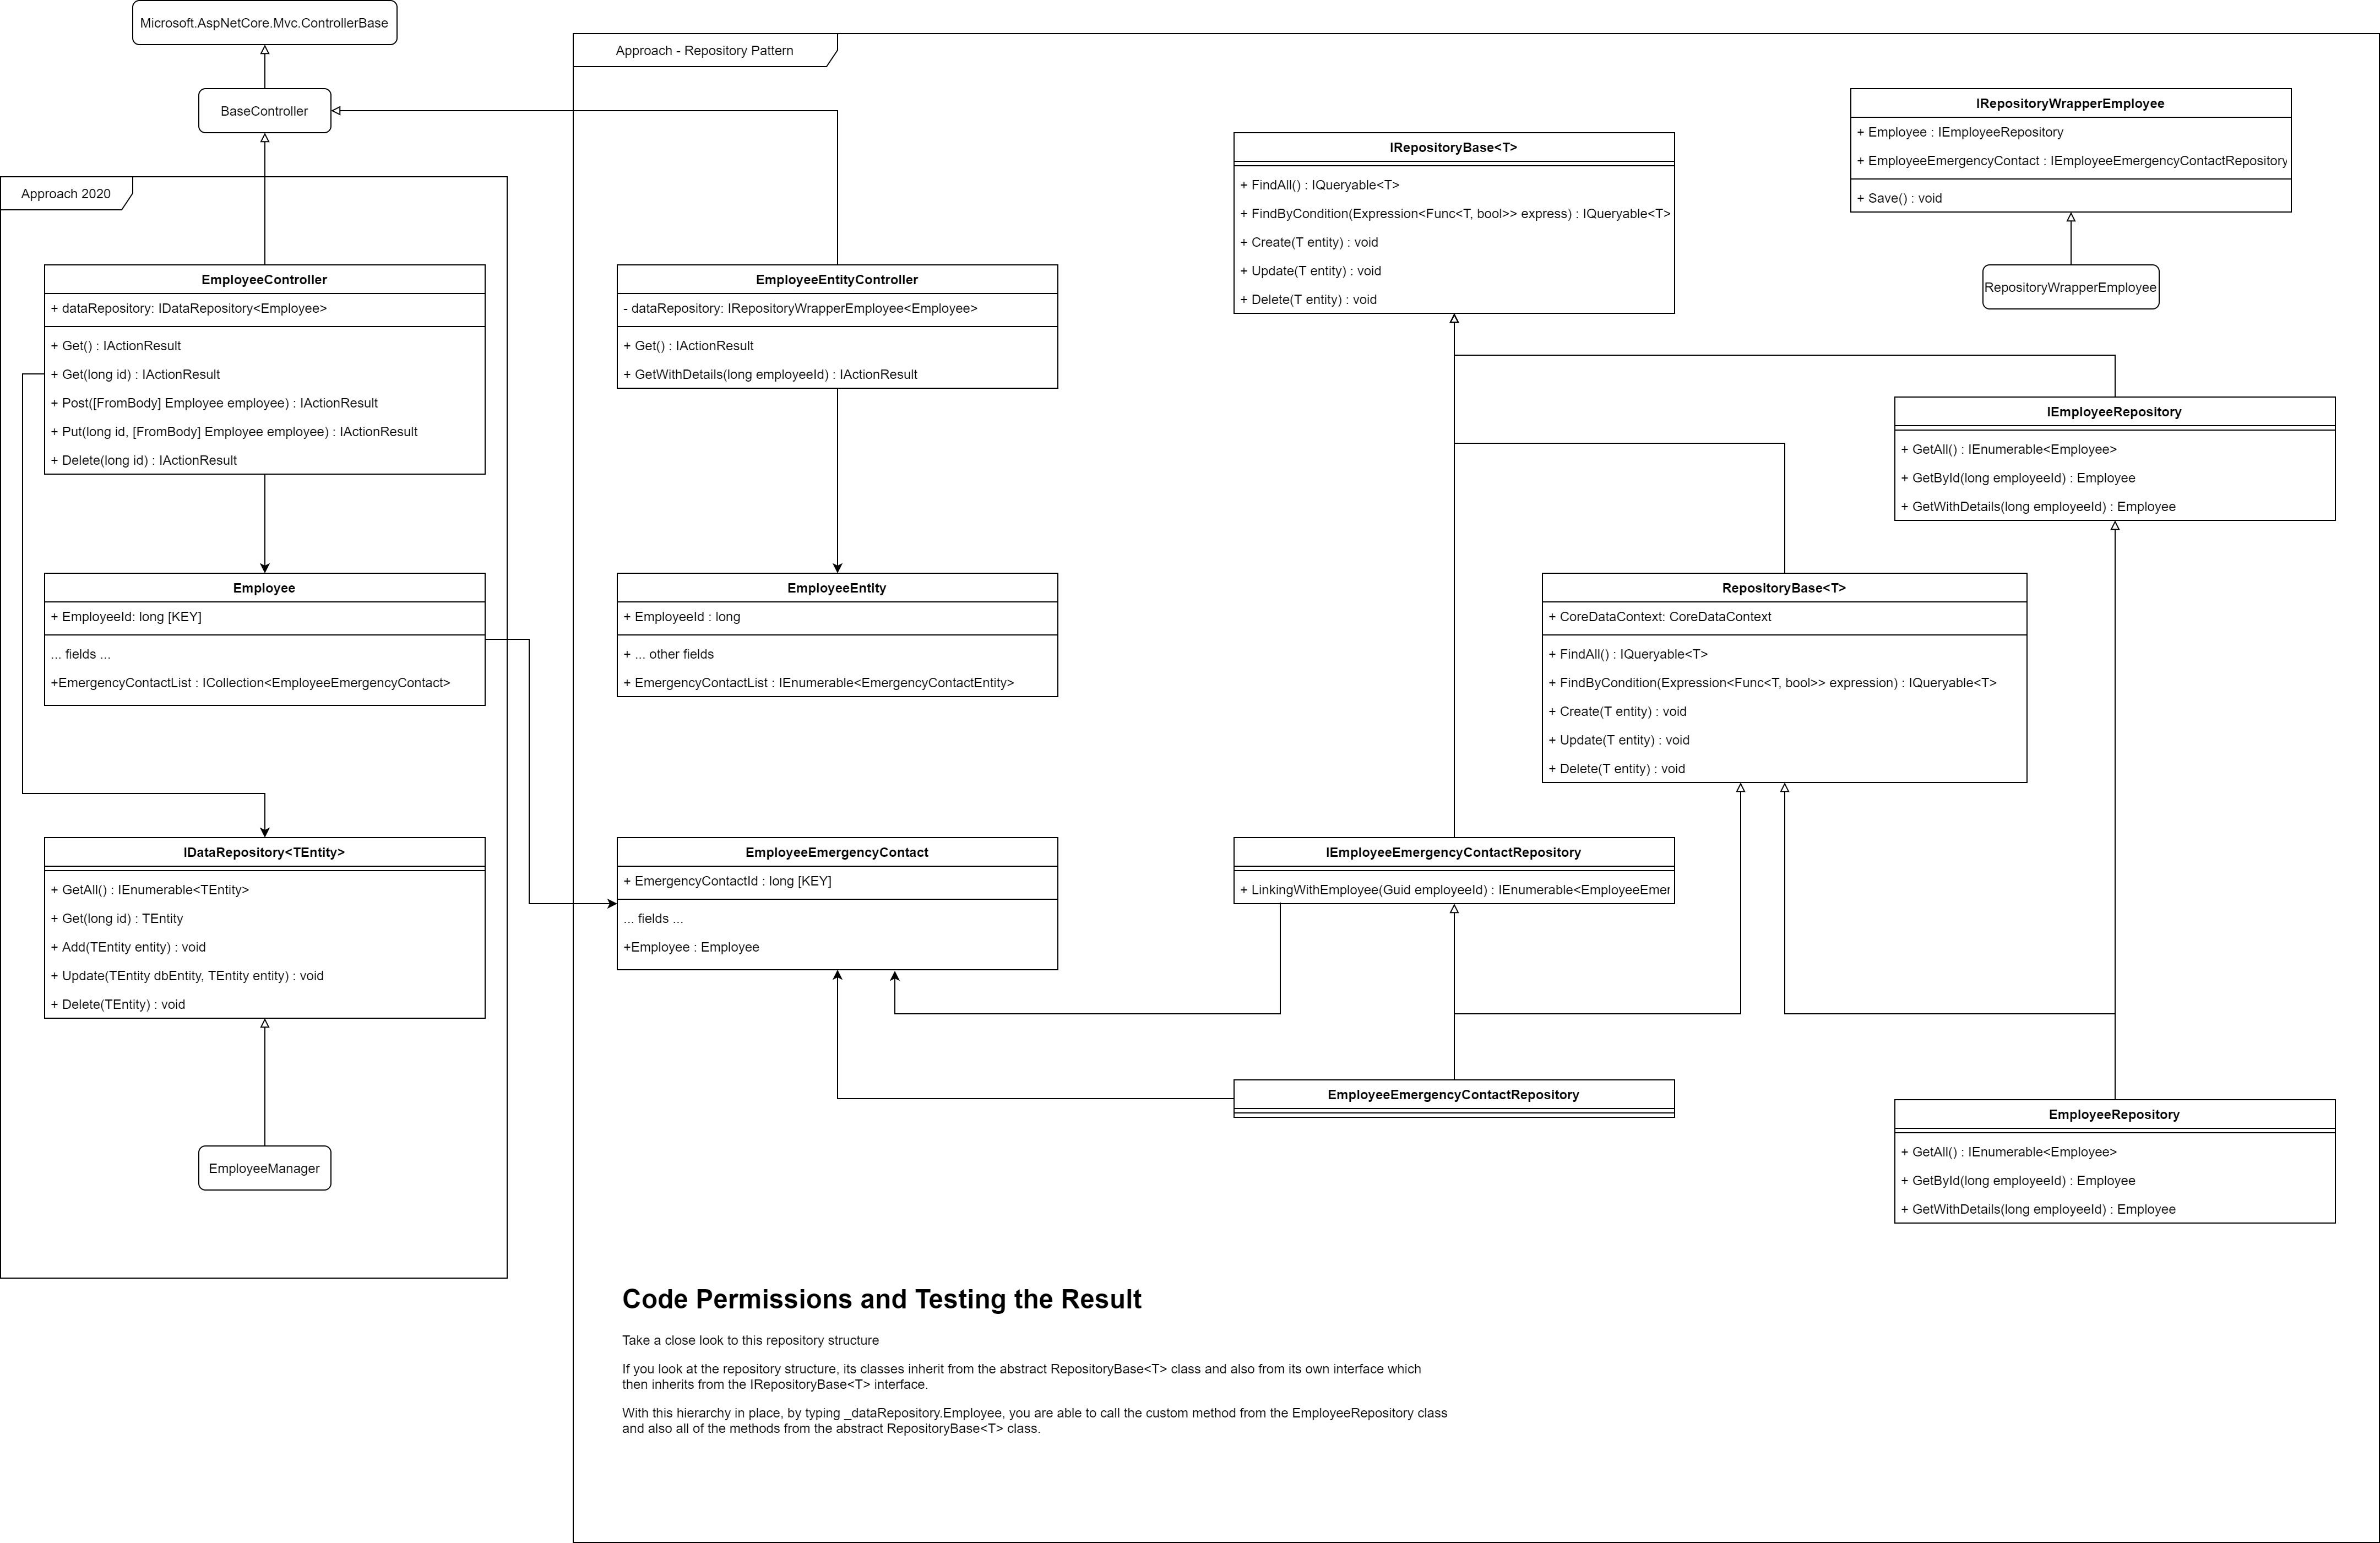 Microsoft.AspNetCore.Mvc.ControllerBase
BaseController
Approach 2020
EmployeeController
+ dataRepository: IDataRepository<Employee>
+ Get() : IActionResult
+ Get(long id) : IActionResult
+ Post([FromBody] Employee employee) : IActionResult
+ Put(long id, [FromBody] Employee employee) : IActionResult
+ Delete(long id) : IActionResult
Employee
+ EmployeeId: long [KEY]
... fields ...
+EmergencyContactList : ICollection<EmployeeEmergencyContact>
IDataRepository<TEntity>
+ GetAll() : IEnumerable<TEntity>
+ Get(long id) : TEntity
+ Add(TEntity entity) : void
+ Update(TEntity dbEntity, TEntity entity) : void
+ Delete(TEntity) : void
EmployeeManager
Approach - Repository Pattern
EmployeeEntityController
- dataRepository: IRepositoryWrapperEmployee<Employee>
+ Get() : IActionResult
+ GetWithDetails(long employeeId) : IActionResult
EmployeeEntity
+ EmployeeId : long
+ ... other fields
+ EmergencyContactList : IEnumerable<EmergencyContactEntity>
EmployeeEmergencyContact
+ EmergencyContactId : long [KEY]
... fields ...
+Employee : Employee
IRepositoryBase<T>
+ FindAll() : IQueryable<T>
+ FindByCondition(Expression<Func<T, bool>> express) : IQueryable<T>
+ Create(T entity) : void
+ Update(T entity) : void
+ Delete(T entity) : void
IRepositoryWrapperEmployee
+ Employee : IEmployeeRepository
+ EmployeeEmergencyContact : IEmployeeEmergencyContactRepository
+ Save() : void
RepositoryWrapperEmployee
IEmployeeRepository
+ GetAll() : IEnumerable<Employee>
+ GetById(long employeeId) : Employee
+ GetWithDetails(long employeeId) : Employee
RepositoryBase<T>
+ CoreDataContext: CoreDataContext
+ FindAll() : IQueryable<T>
+ FindByCondition(Expression<Func<T, bool>> expression) : IQueryable<T>
+ Create(T entity) : void
+ Update(T entity) : void
+ Delete(T entity) : void
IEmployeeEmergencyContactRepository
+ LinkingWithEmployee(Guid employeeId) : IEnumerable<EmployeeEmer
EmployeeEmergencyContactRepository
EmployeeRepository
+ GetAll() : IEnumerable<Employee>
+ GetById(long employeeId) : Employee
+ GetWithDetails(long employeeId) : Employee
Code Permissions and Testing the Result
Take a close look to this repository structure
If you look at the repository structure, its classes inherit from the abstract RepositoryBase<T> class and also from its own interface which
then inherits from the IRepositoryBase<T> interface.
With this hierarchy in place, by typing _dataRepository.Employee, you are able to call the custom method from the EmployeeRepository class
and also all of the methods from the abstract RepositoryBase<T> class.